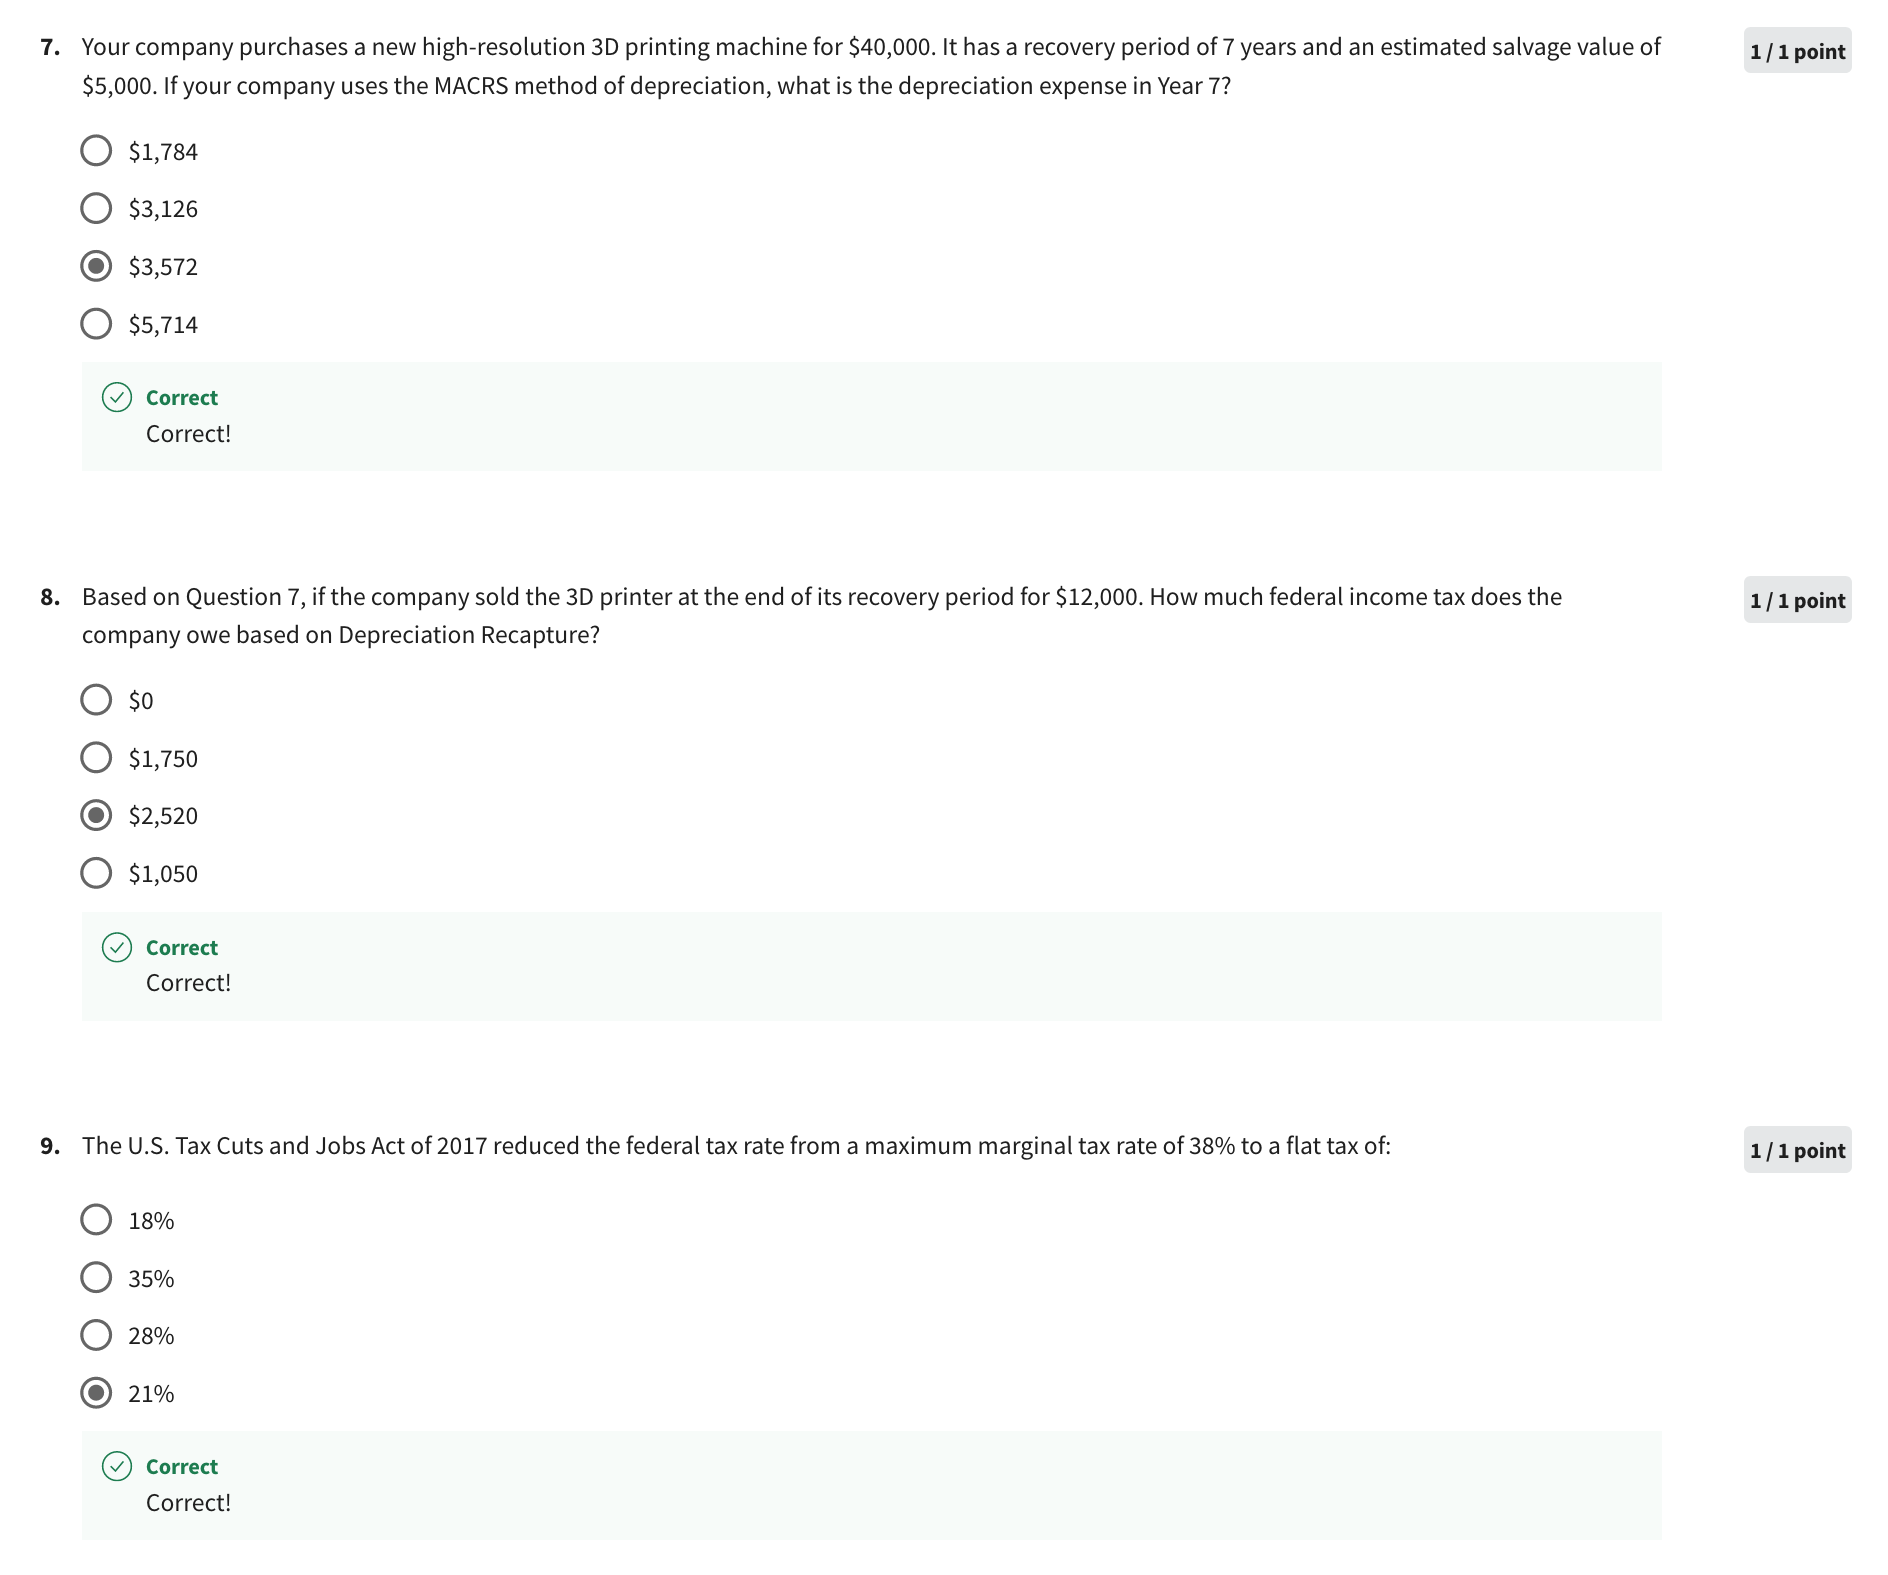 7. Your company purchases a new high-resolution 3D printing machine for $40,000. It has a recovery period of 7 years and an estimated salvage value of
$5,000. If your company uses the MACRS method of depreciation, what is the depreciation expense in Year 7?
1 / 1 point
$1,784
$3,126
$3,572
$5,714
Correct
Correct!
8. Based on Question 7, if the company sold the 3D printer at the end of its recovery period for $12,000. How much federal income tax does the
company owe based on Depreciation Recapture?
1 / 1 point
$0
$1,750
$2,520
$1,050
Correct
Correct!
9. The U.S. Tax Cuts and Jobs Act of 2017 reduced the federal tax rate from a maximum marginal tax rate of 38% to a flat tax of:
1 / 1 point
18%
35%
28%
21%
Correct
Correct!